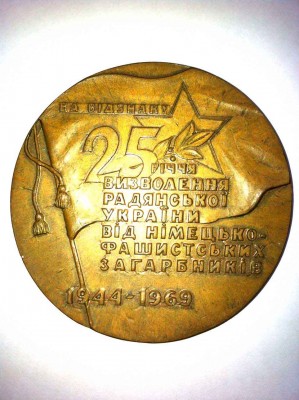 НА ВІДЗНАКУ
25
РІЧЧЯ
ВИЗВОЛЕННЯ
РАДЯНСЬКОЇ
УКРАЇНИ
ВІД НІМЕЦЬКО-
ФАШИСТСЬКИХ
ЗАГАРБНИКІВ
1944-1969